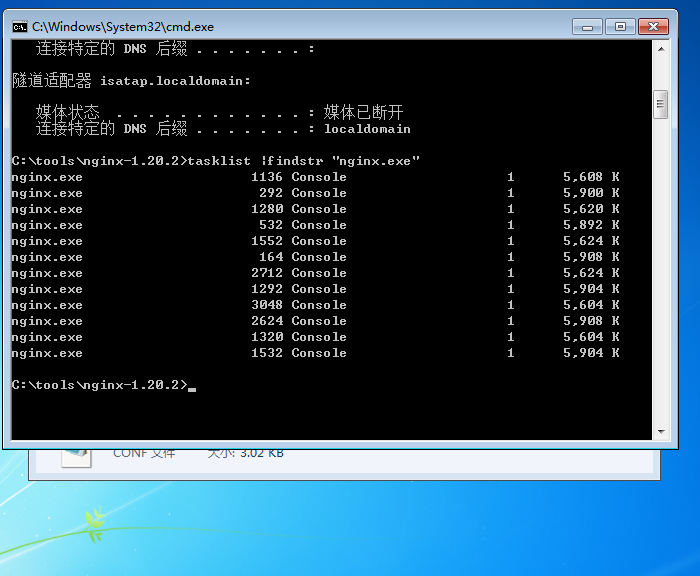 C:\Windows\System32\cmd.exe
连接特定的 DNS 后缀 . . . . . . . :
隧道适配器 isatap.localdomain:
媒体状态  . . . . . . . . . . . . : 媒体已断开
连接特定的 DNS 后缀 . . . . . . . : localdomain
C:\tools\nginx-1.20.2>tasklist |findstr "nginx.exe"
nginx.exe 1136 Console 1 5,608 K
nginx.exe 292 Console 1 5,900 K
nginx.exe 1280 Console 1 5,620 K
nginx.exe 532 Console 1 5,892 K
nginx.exe 1552 Console 1 5,624 K
nginx.exe 164 Console 1 5,908 K
nginx.exe 2712 Console 1 5,624 K
nginx.exe 1292 Console 1 5,904 K
nginx.exe 3048 Console 1 5,604 K
nginx.exe 2624 Console 1 5,908 K
nginx.exe 1320 Console 1 5,604 K
nginx.exe 1532 Console 1 5,904 K
C:\tools\nginx-1.20.2>
CONF 文件 大小: 3.02 KB